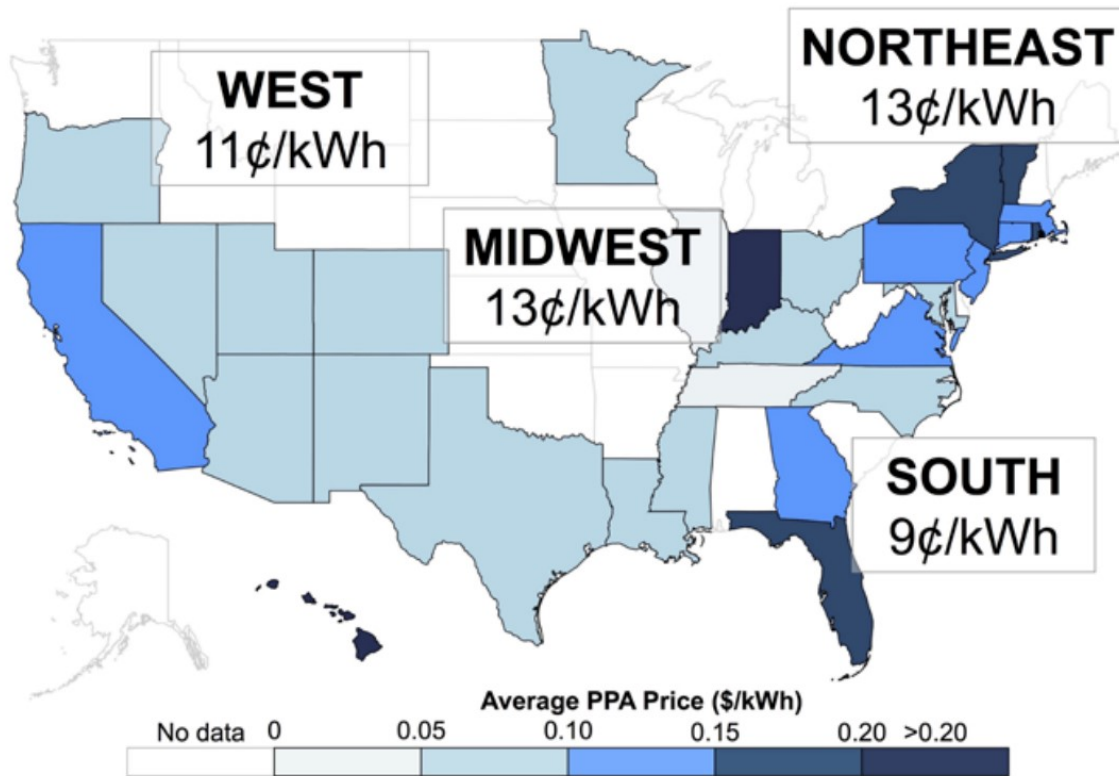 NORTHEAST
13¢/kWh
WEST
11¢/kWh
MIDWEST
13¢/kWh
SOUTH
9¢/kWh
Average PPA Price ($/kWh)
No data 0 0.05 0.10 0.15 0.20 >0.20